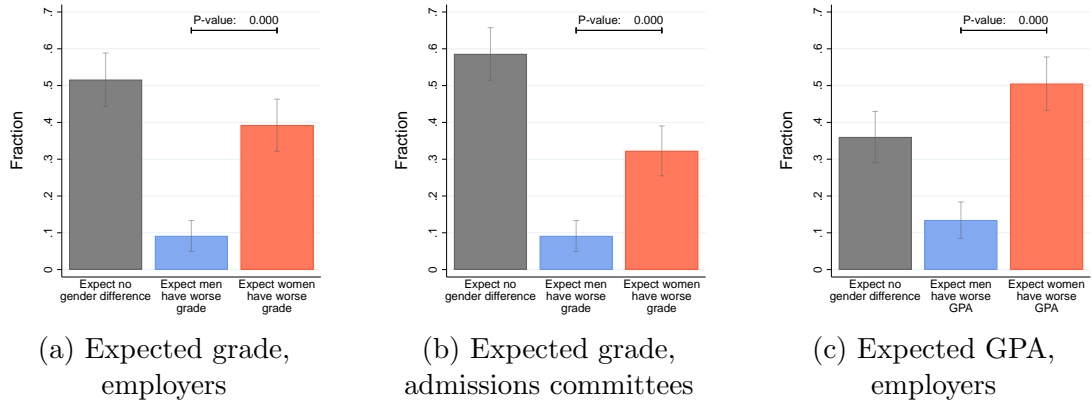 P-value: 0.000
Fraction
.7
.6
.5
.4
.3
.2
.1
0
Expect no
gender difference
Expect men
have worse
grade
Expect women
have worse
grade
(a) Expected grade,
employers
P-value: 0.000
Fraction
.7
.6
.5
.4
.3
.2
.1
0
Expect no
gender difference
Expect men
have worse
grade
Expect women
have worse
grade
(b) Expected grade,
admissions committees
P-value: 0.000
Fraction
.7
.6
.5
.4
.3
.2
.1
0
Expect no
gender difference
Expect men
have worse
GPA
Expect women
have worse
GPA
(c) Expected GPA,
employers